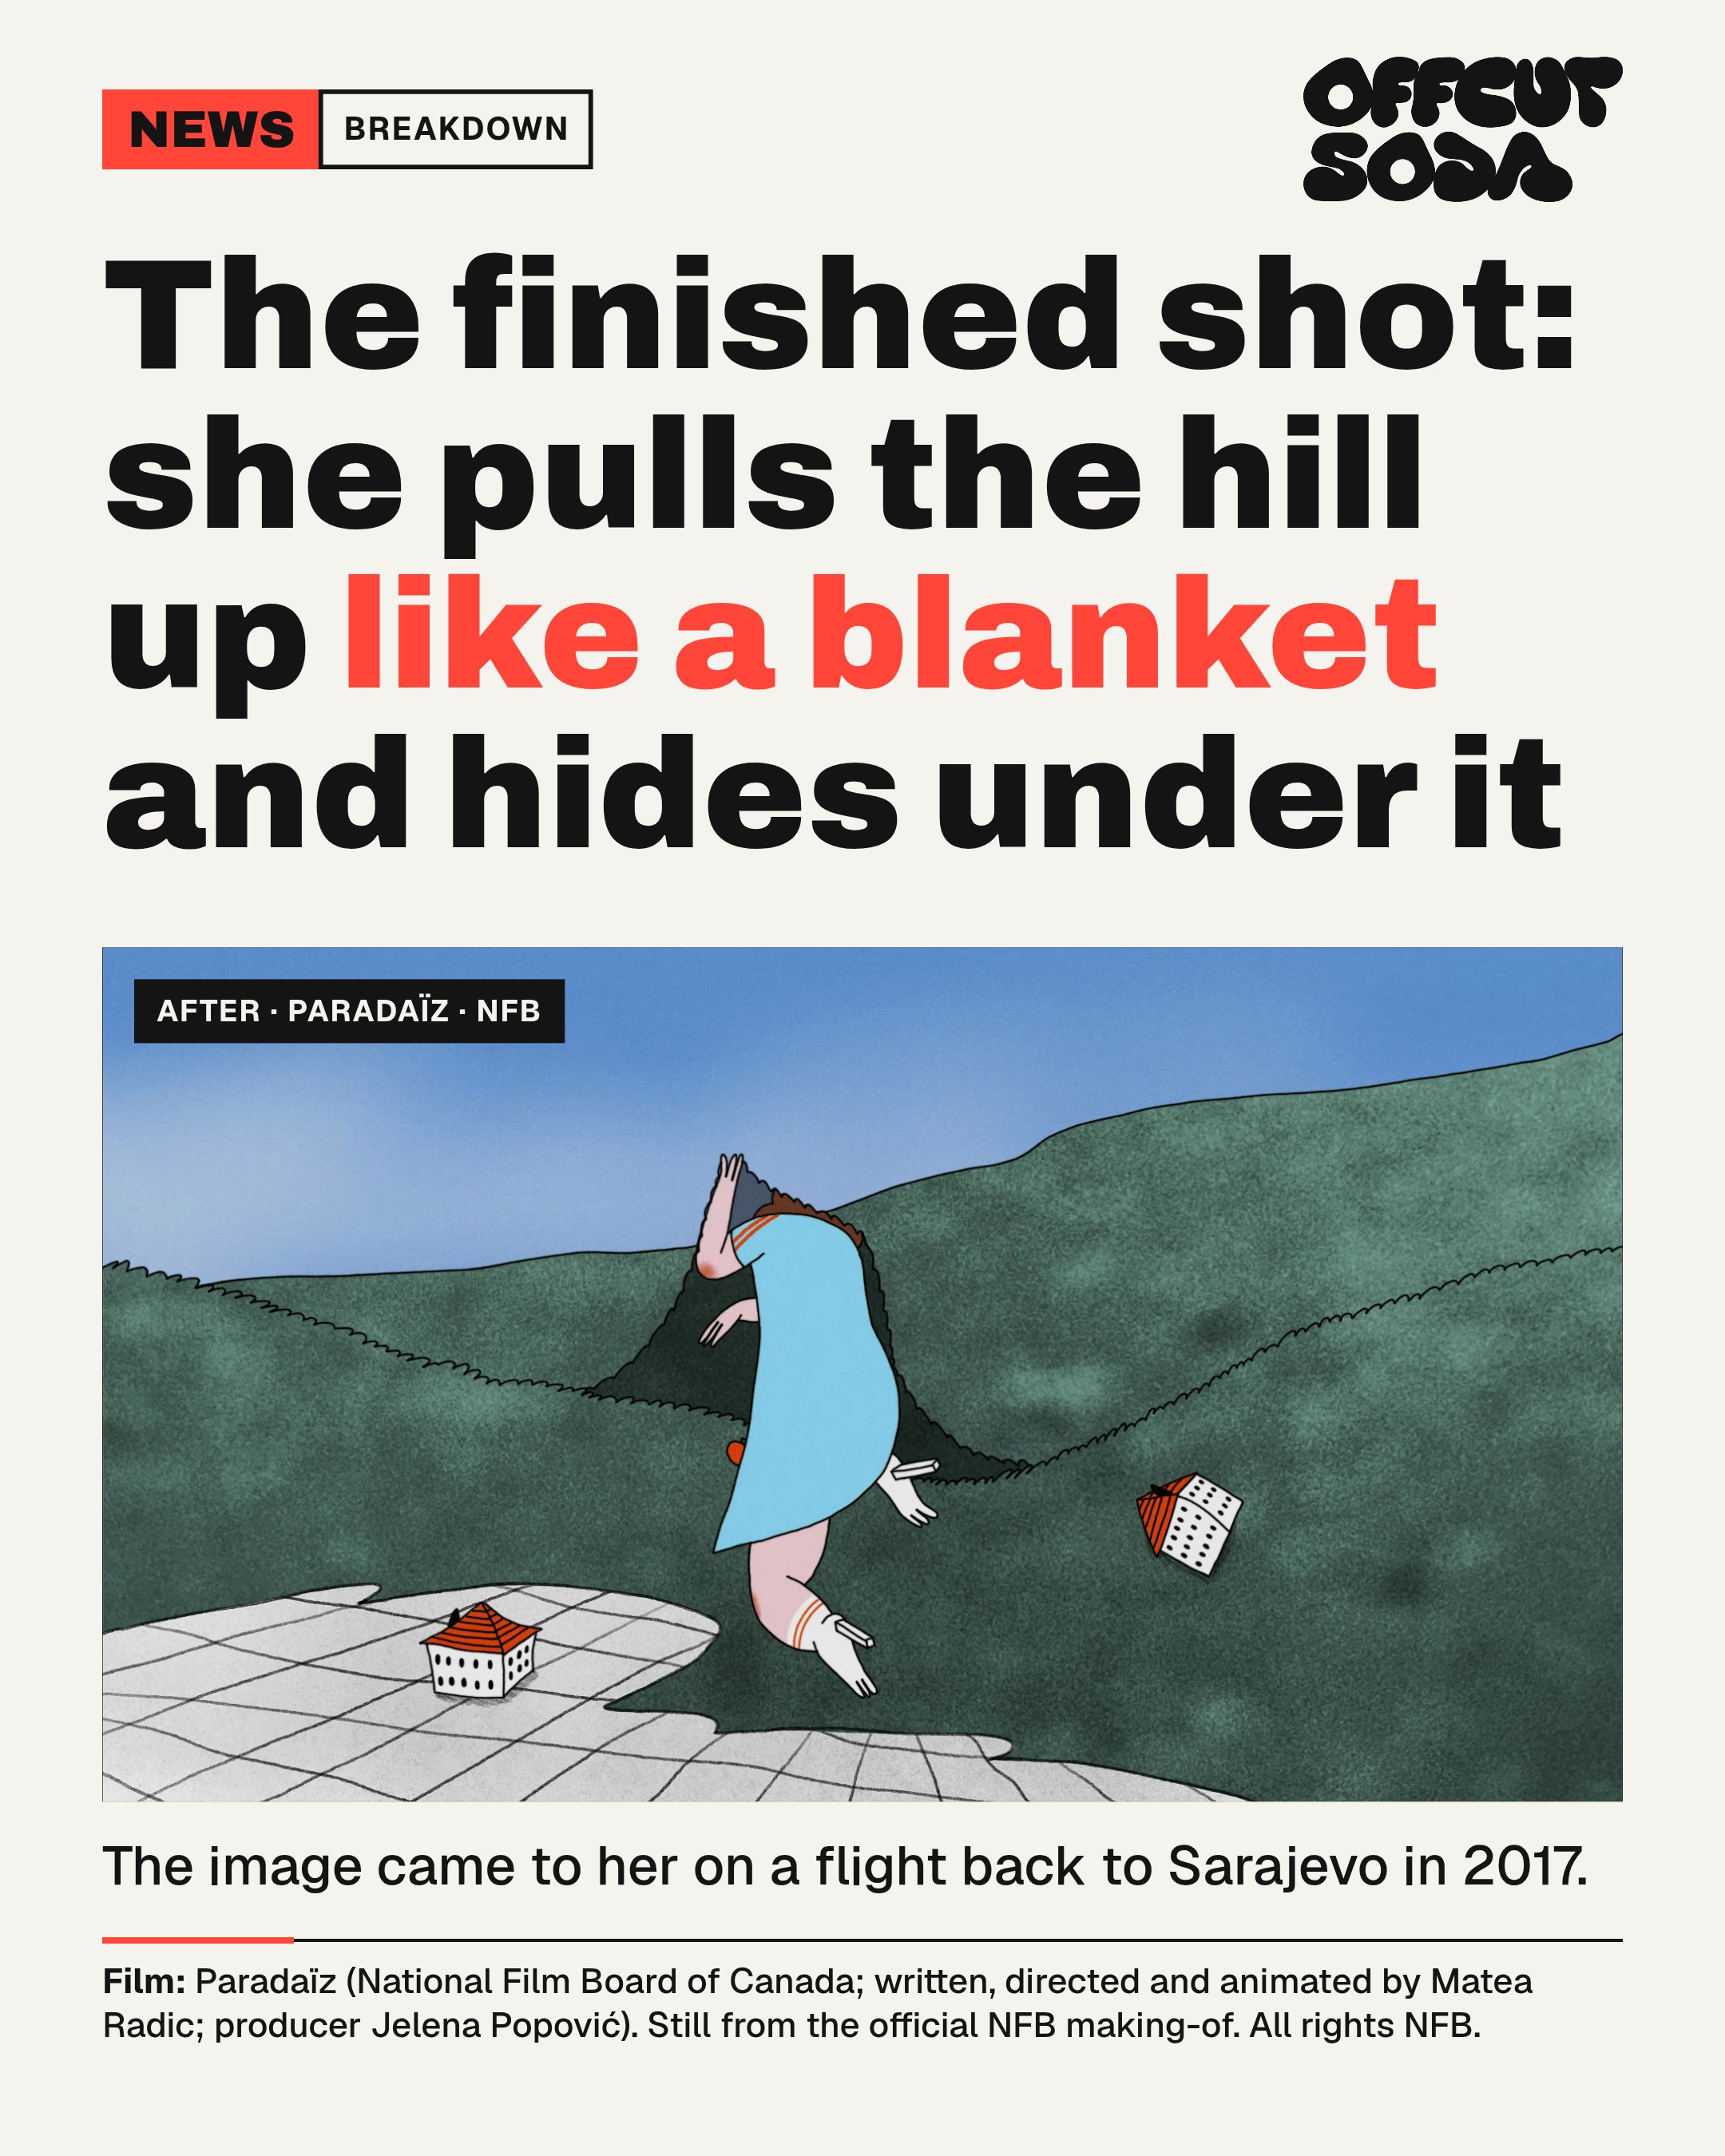 NEWS BREAKDOWN
OFFCUT
SODA
The finished shot:
she pulls the hill
up like a blanket
and hides under it
AFTER · PARADAÏZ · NFB
The image came to her on a flight back to Sarajevo in 2017.
Film: Paradaïz (National Film Board of Canada; written, directed and animated by Matea
Radic; producer Jelena Popović). Still from the official NFB making-of. All rights NFB.